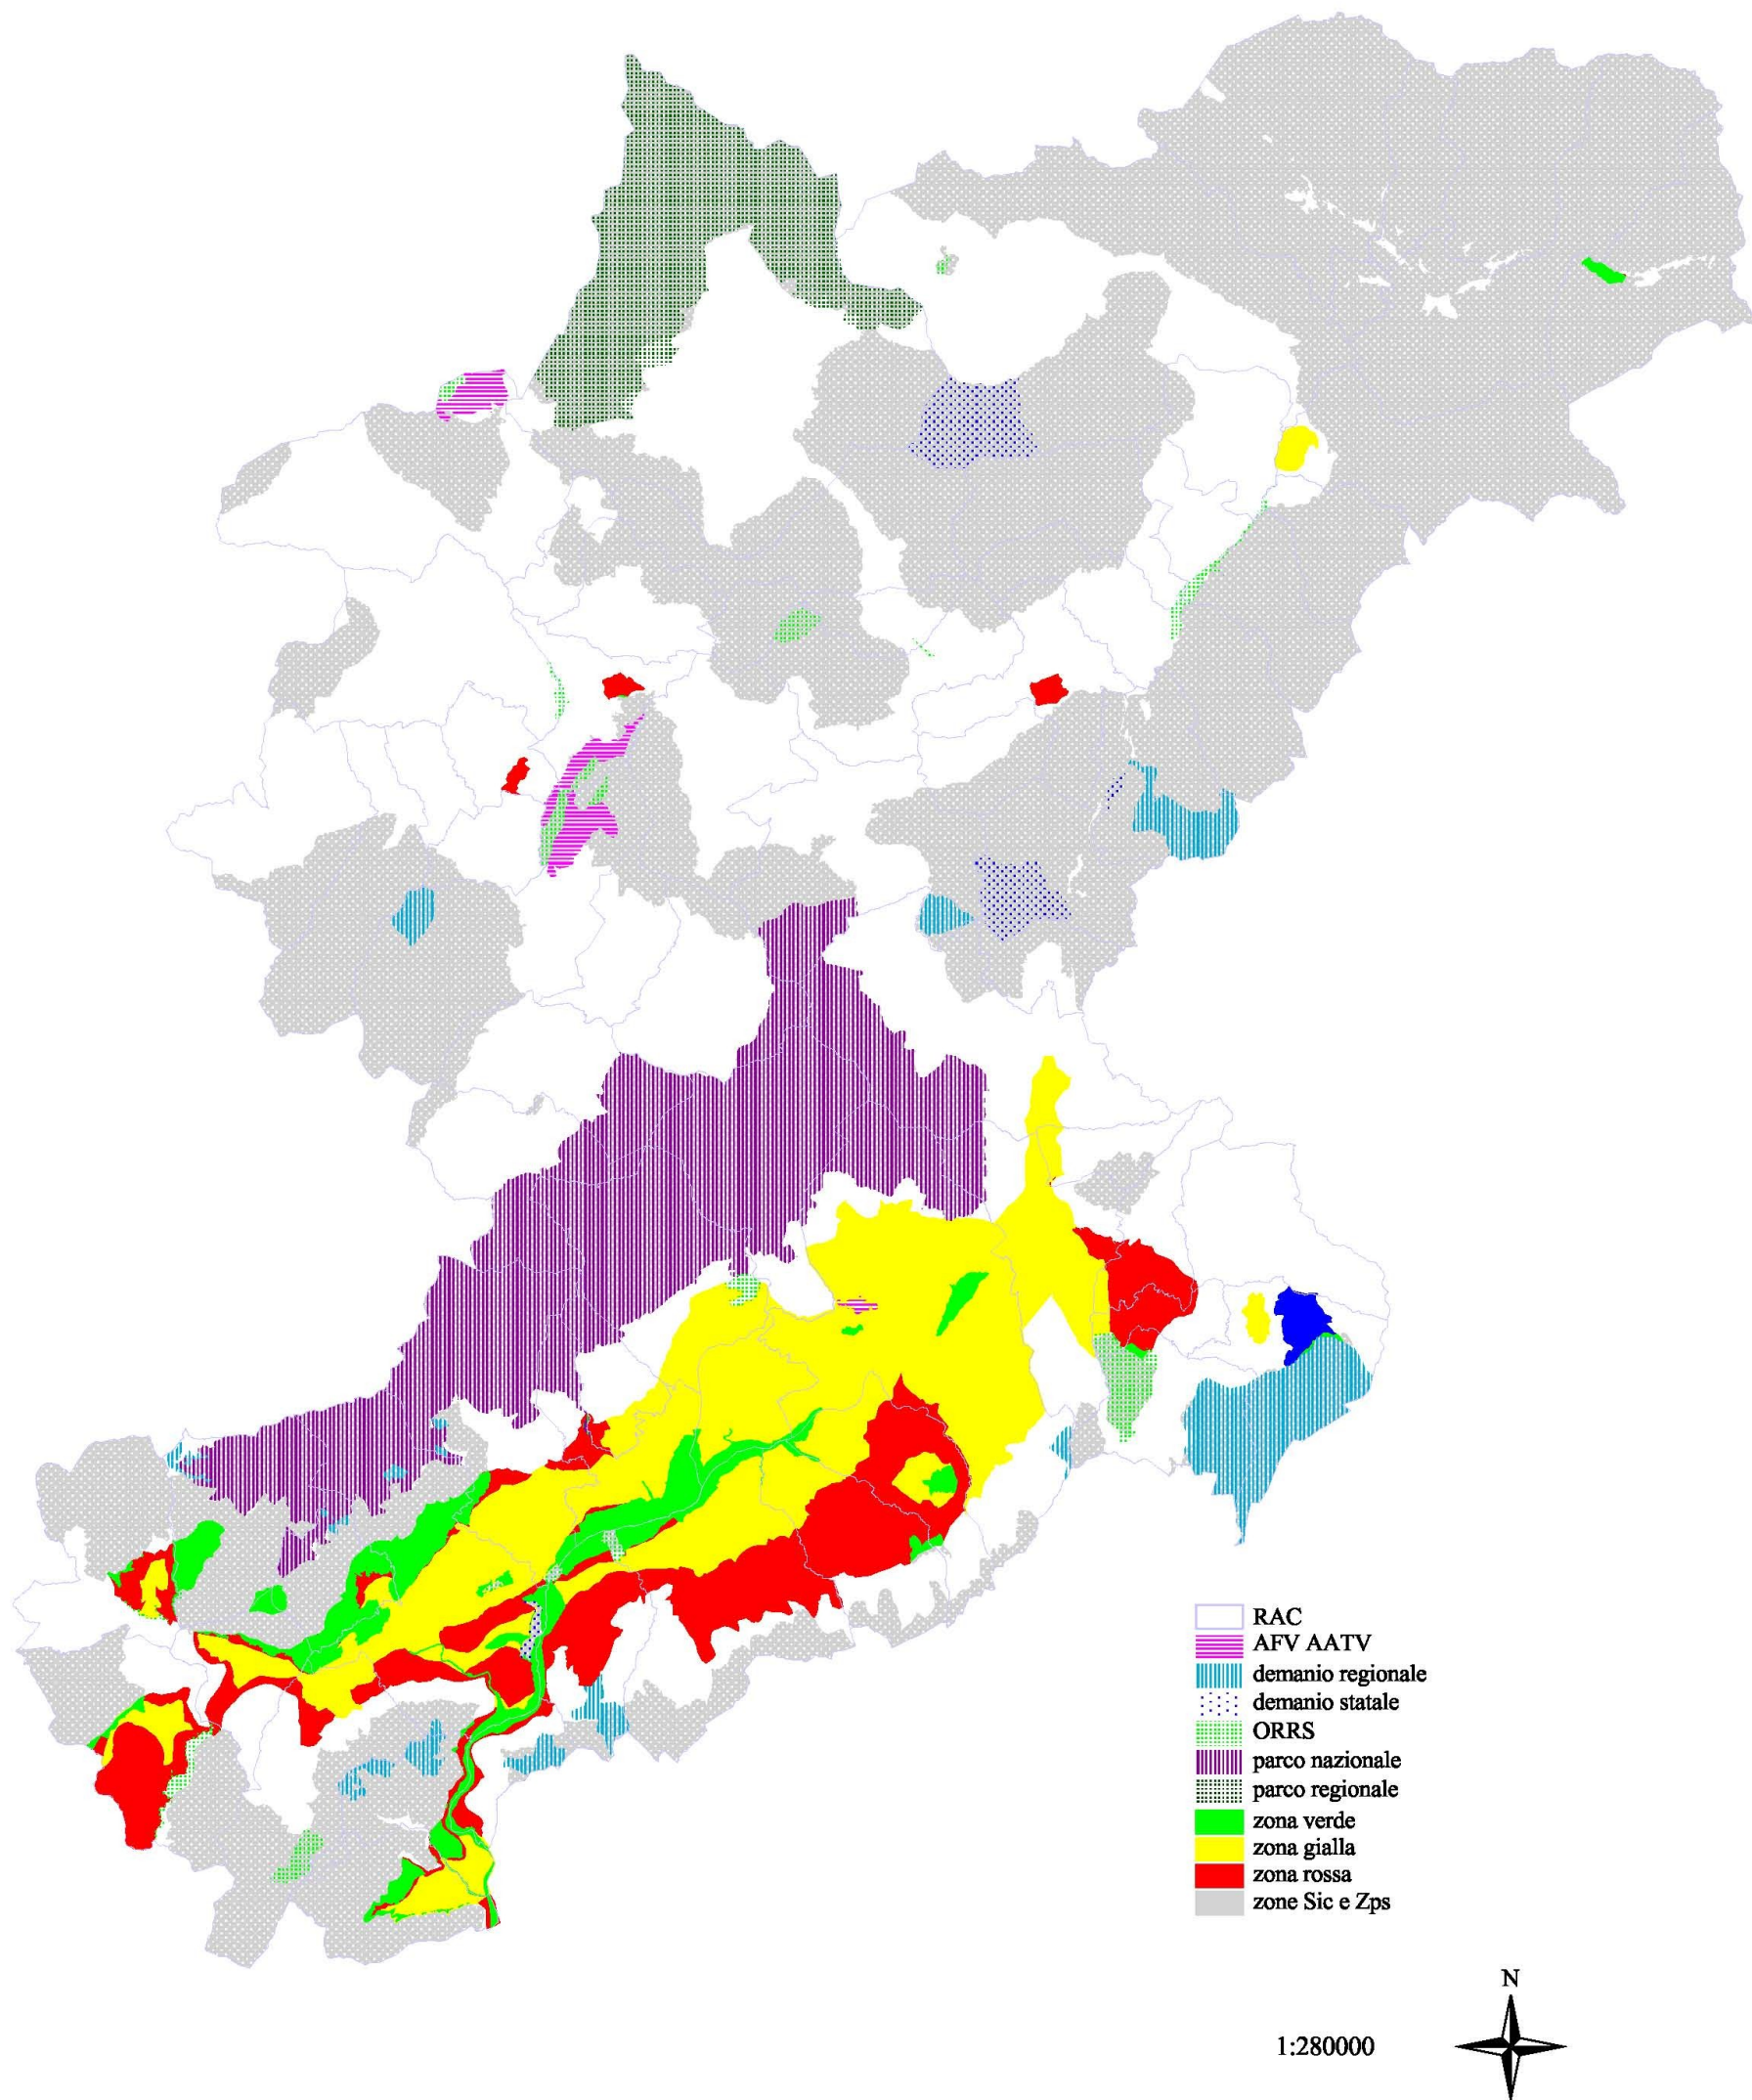 RAC
AFV AATV
demanio regionale
demanio statale
ORRS
parco nazionale
parco regionale
zona verde
zona gialla
zona rossa
zone Sic e Zps
N
1:280000